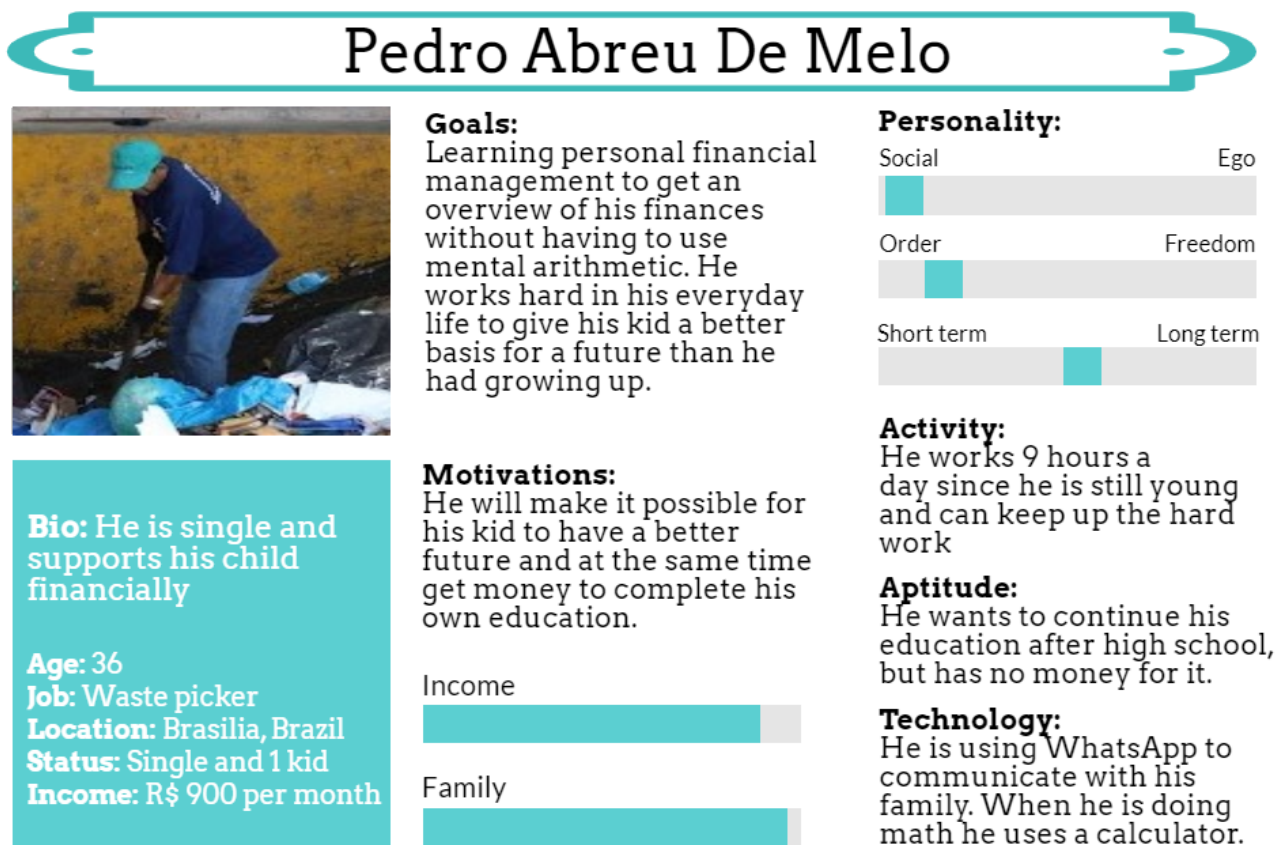 Pedro Abreu De Melo
Bio: He is single and
supports his child
financially
Age: 36
Job: Waste picker
Location: Brasilia, Brazil
Status: Single and 1 kid
Income: R$ 900 per month
Goals:
Learning personal financial
management to get an
overview of his finances
without having to use
mental arithmetic. He
works hard in his everyday
life to give his kid a better
basis for a future than he
had growing up.
Motivations:
He will make it possible for
his kid to have a better
future and at the same time
get money to complete his
own education.
Income
Family
Personality:
Social Ego
Order Freedom
Short term Long term
Activity:
He works 9 hours a
day since he is still young
and can keep up the hard
work
Aptitude:
He wants to continue his
education after high school,
but has no money for it.
Technology:
He is using WhatsApp to
communicate with his
family. When he is doing
math he uses a calculator.